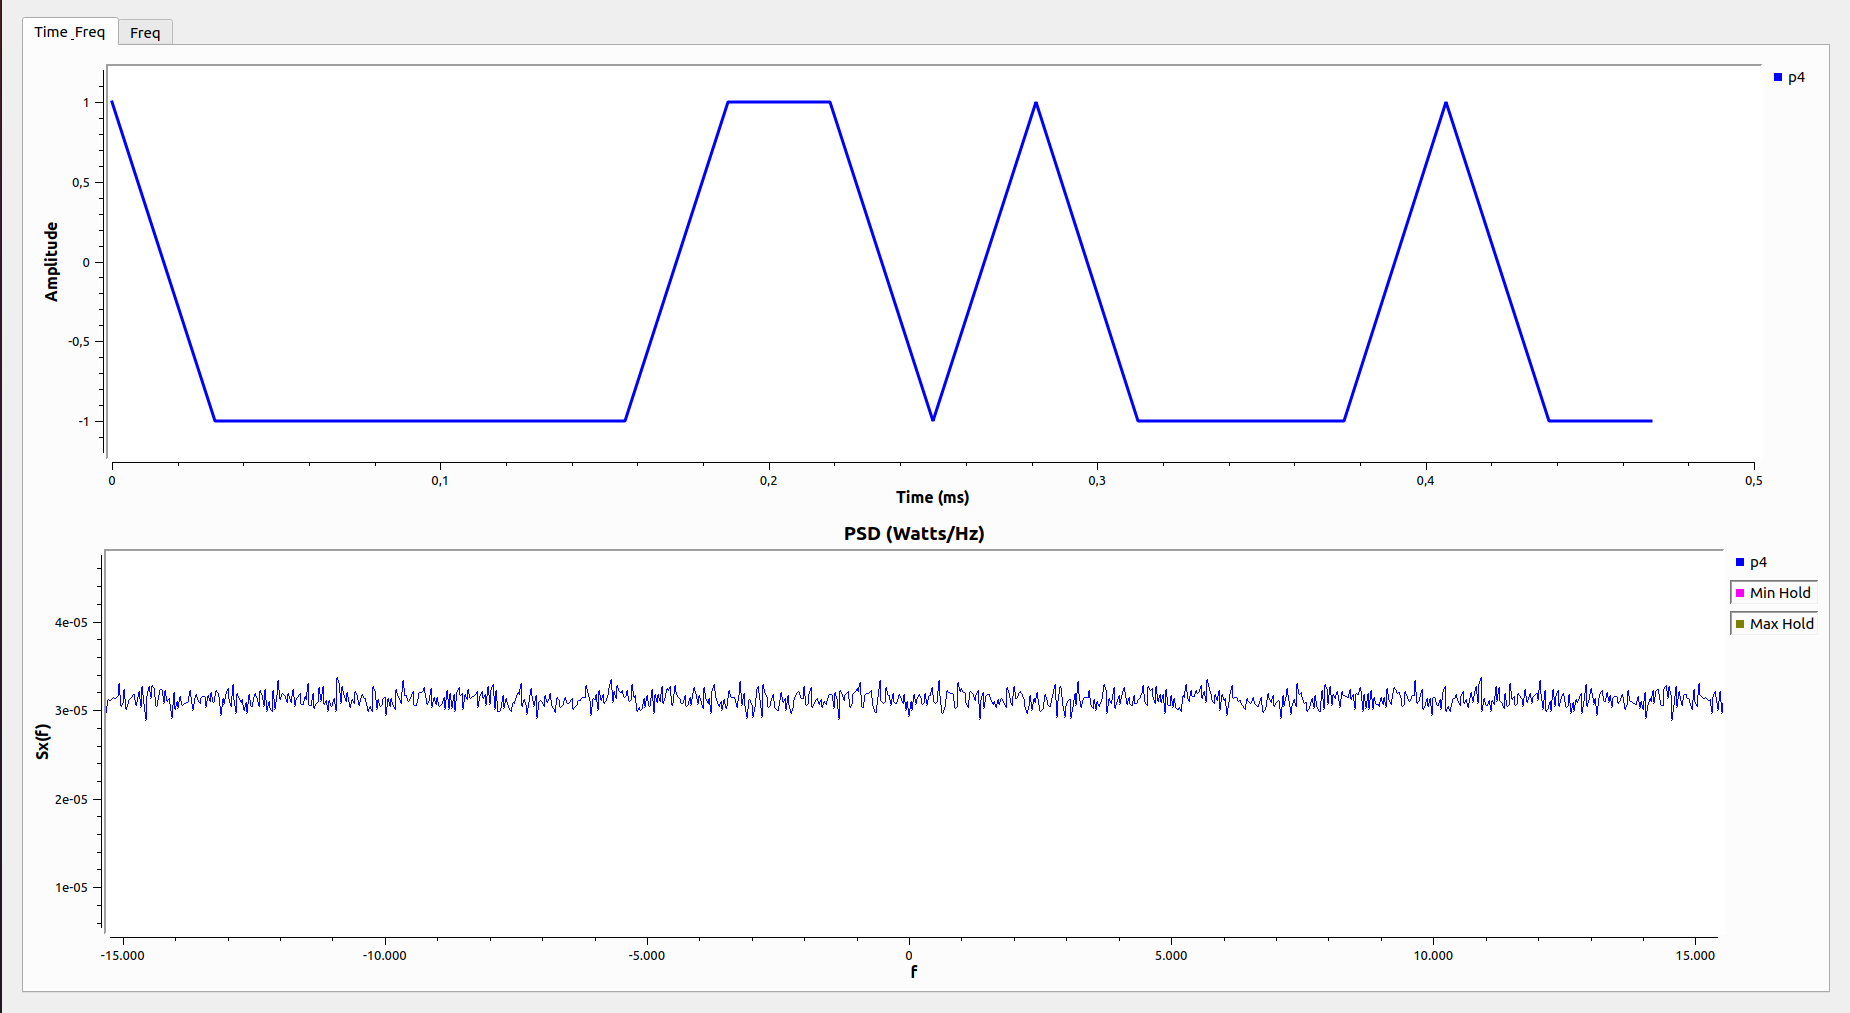 Time_Freq
Freq
p4
1
0,5
0
-0,5
-1
Amplitude
0 0,1 0,2 0,3 0,4 0,5
Time (ms)
PSD (Watts/Hz)
p4
Min Hold
Max Hold
4e-05
3e-05
2e-05
1e-05
Sx(f)
-15.000 -10.000 -5.000 0 5.000 10.000 15.000
f